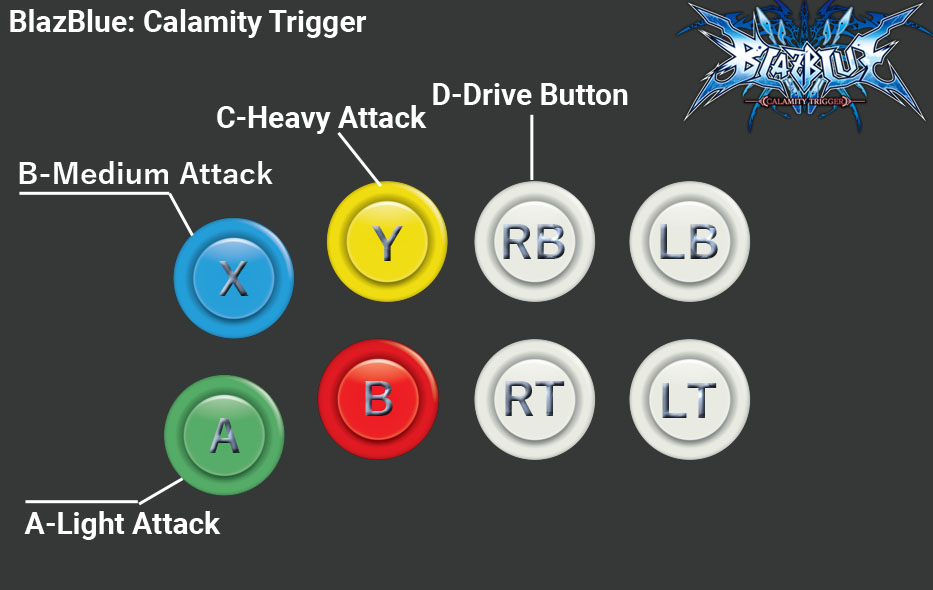 BlazBlue: Calamity Trigger
BLAZBLUE
CALAMITY TRIGGER
D-Drive Button
C-Heavy Attack
B-Medium Attack
X
Y
RB
LB
A
B
RT
LT
A-Light Attack